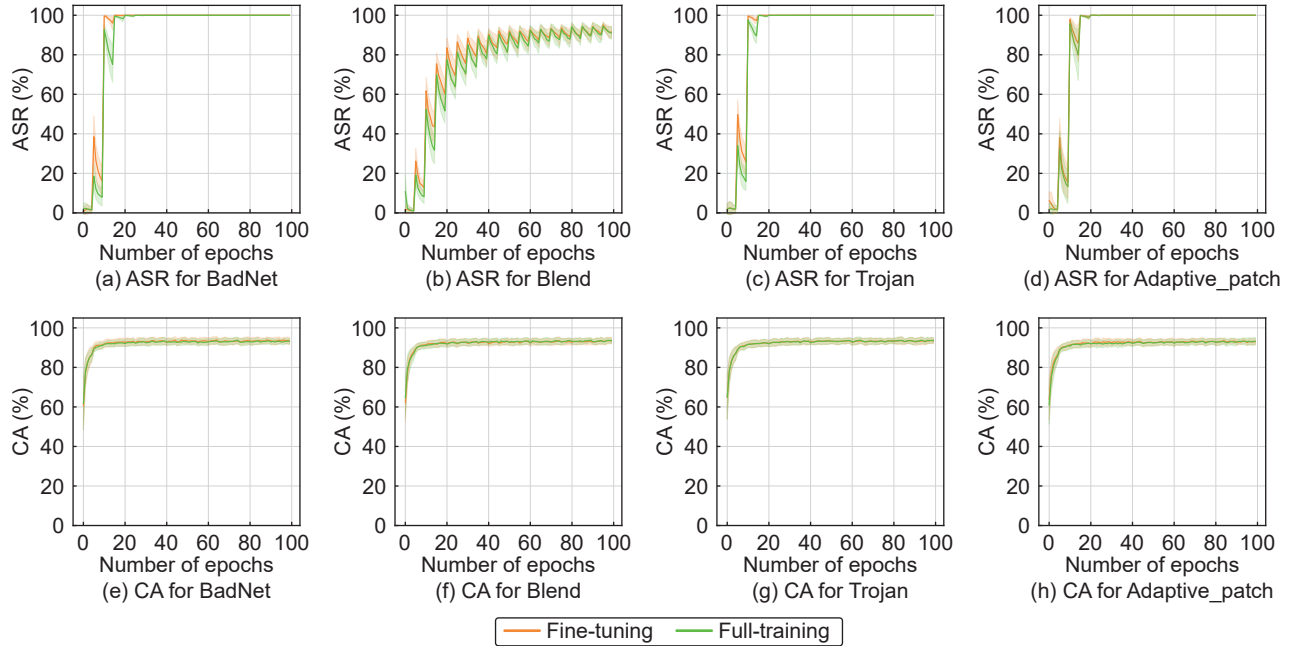 100
80
60
40
20
0
ASR (%)
0 20 40 60 80 100
Number of epochs
(a) ASR for BadNet
100
80
60
40
20
0
ASR (%)
0 20 40 60 80 100
Number of epochs
(b) ASR for Blend
100
80
60
40
20
0
ASR (%)
0 20 40 60 80 100
Number of epochs
(c) ASR for Trojan
100
80
60
40
20
0
ASR (%)
0 20 40 60 80 100
Number of epochs
(d) ASR for Adaptive_patch
100
80
60
40
20
0
CA (%)
0 20 40 60 80 100
Number of epochs
(e) CA for BadNet
100
80
60
40
20
0
CA (%)
0 20 40 60 80 100
Number of epochs
(f) CA for Blend
100
80
60
40
20
0
CA (%)
0 20 40 60 80 100
Number of epochs
(g) CA for Trojan
100
80
60
40
20
0
CA (%)
0 20 40 60 80 100
Number of epochs
(h) CA for Adaptive_patch
Fine-tuning Full-training